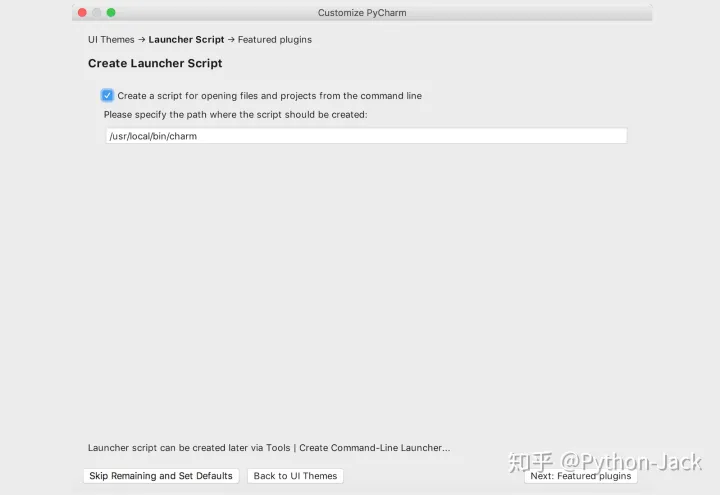 Customize PyCharm
UI Themes → Launcher Script → Featured plugins
Create Launcher Script
Create a script for opening files and projects from the command line
Please specify the path where the script should be created:
/usr/local/bin/charm
Launcher script can be created later via Tools | Create Command-Line Launcher...
Skip Remaining and Set Defaults
Back to UI Themes
Next: Featured plugins
知乎 @Python-Jack